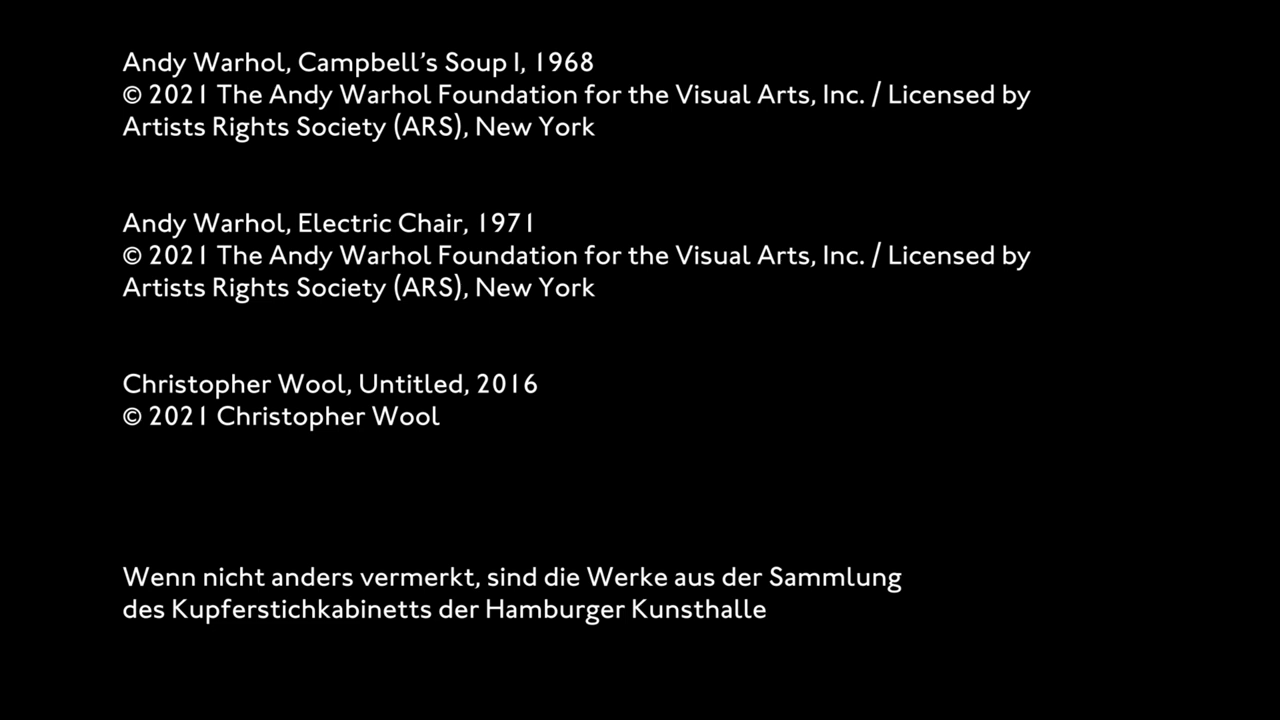 Andy Warhol, Campbell’s Soup I, 1968
© 2021 The Andy Warhol Foundation for the Visual Arts, Inc. / Licensed by
Artists Rights Society (ARS), New York
Andy Warhol, Electric Chair, 1971
© 2021 The Andy Warhol Foundation for the Visual Arts, Inc. / Licensed by
Artists Rights Society (ARS), New York
Christopher Wool, Untitled, 2016
© 2021 Christopher Wool
Wenn nicht anders vermerkt, sind die Werke aus der Sammlung
des Kupferstichkabinetts der Hamburger Kunsthalle